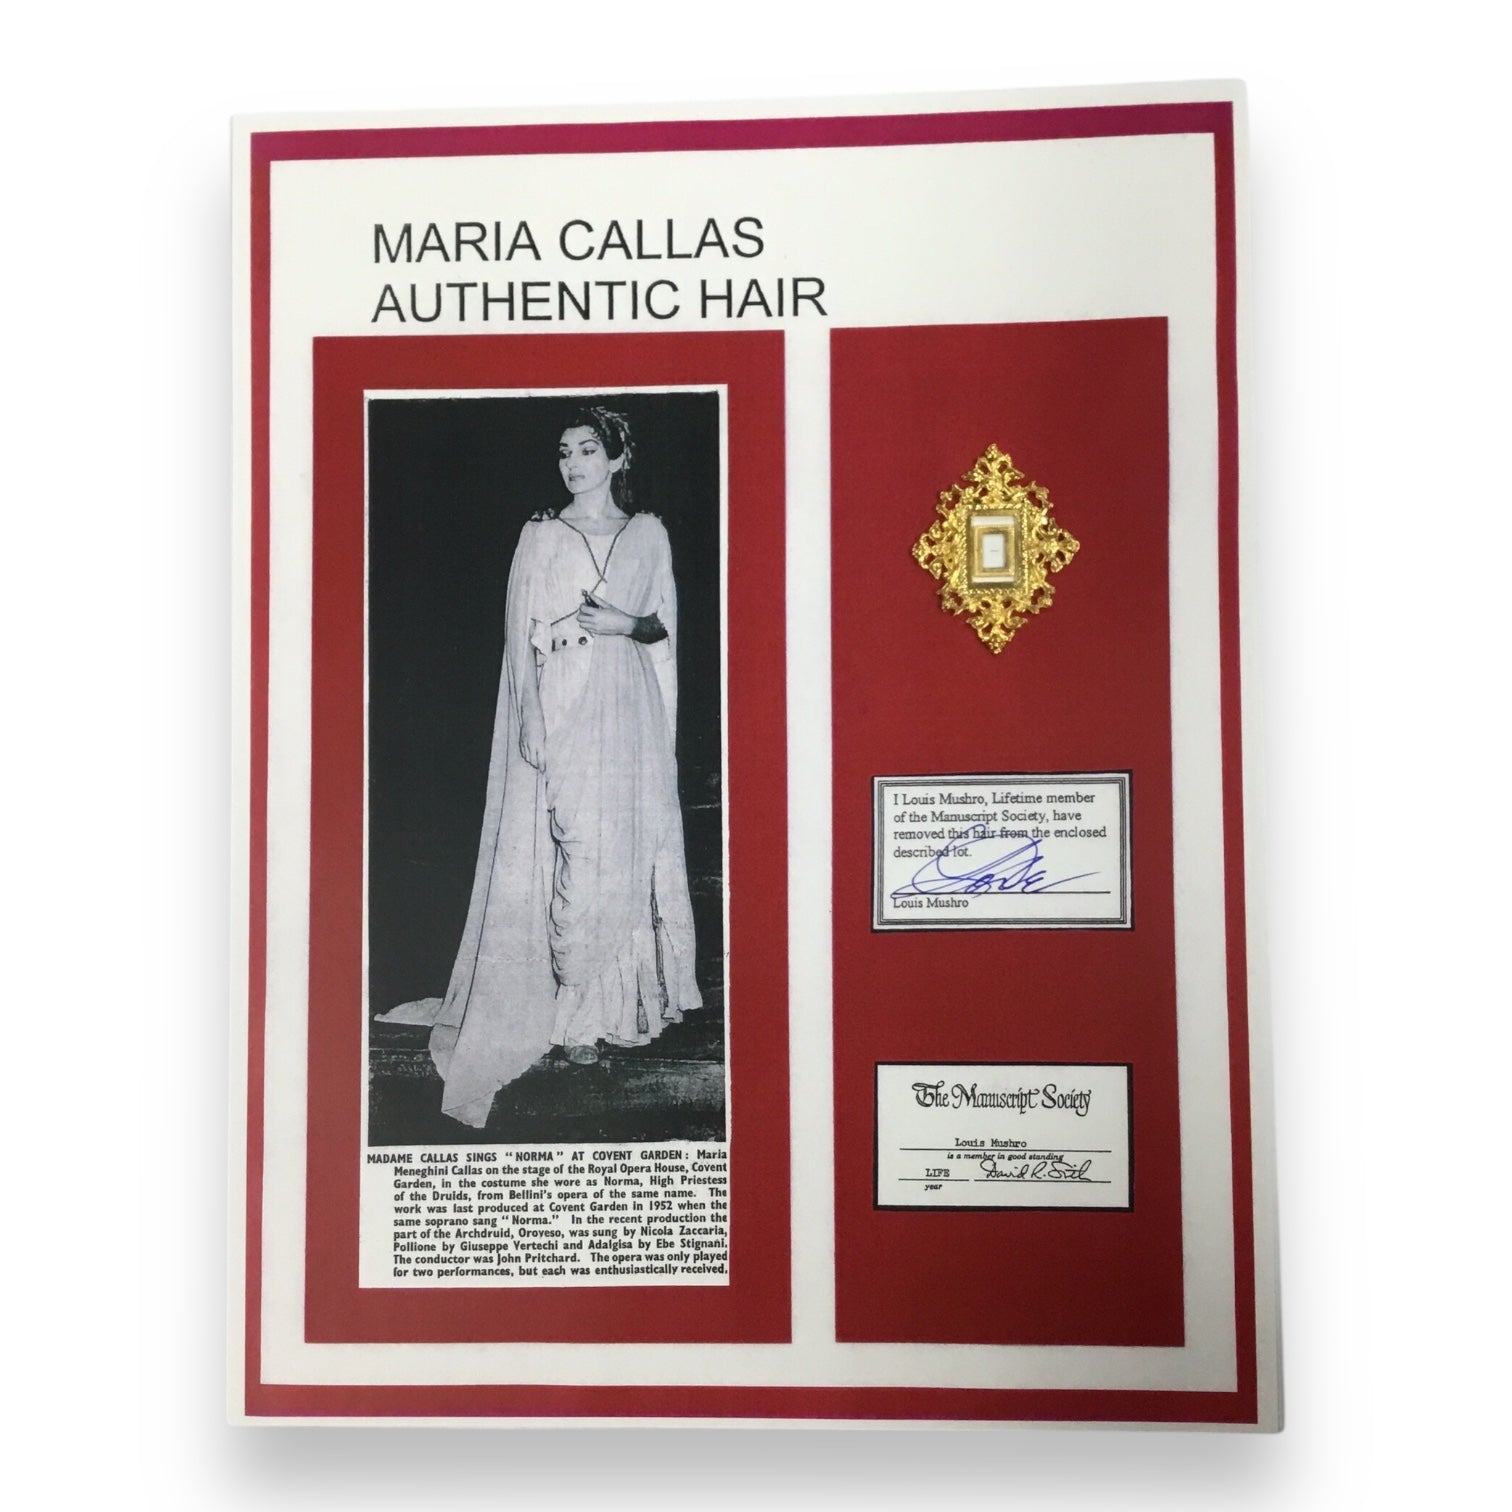 MARIA CALLAS
AUTHENTIC HAIR
MADAME CALLAS SINGS "NORMA" AT COVENT GARDEN: Maria
Meneghini Callas on the stage of the Royal Opera House, Covent
Garden, in the costume she wore as Norma, High Priestess
of the Druids, from Bellini's opera of the same name. The
work was last produced at Covent Garden in 1952 when the
same soprano sang "Norma." In the recent production the
part of the Archdruid, Oroveso, was sung by Nicola Zaccaria,
Pollione by Giuseppe Vertechi and Adalgisa by Ebe Stignani.
The conductor was John Pritchard. The opera was only played
for two performances, but each was enthusiastically received.
I Louis Mushro, Lifetime member
of the Manuscript Society, have
removed this hair from the enclosed
described lot.
Louis Mushro
The Manuscript Society
Louis Mushro
is a member in good standing
LIFE David R. Smith
year